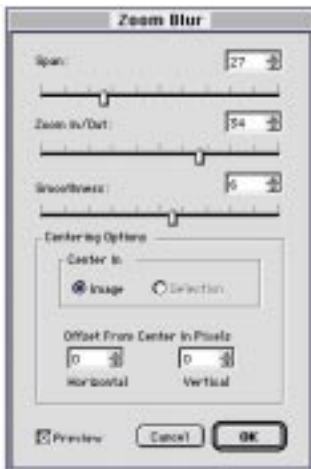 Zoom Blur
Span: 27
Zoom In/Out: 34
Smoothness: 6
Centering Options
Center In
Image Selection
Offset From Center in Pixels
0 0
Horizontal Vertical
Preview Cancel OK